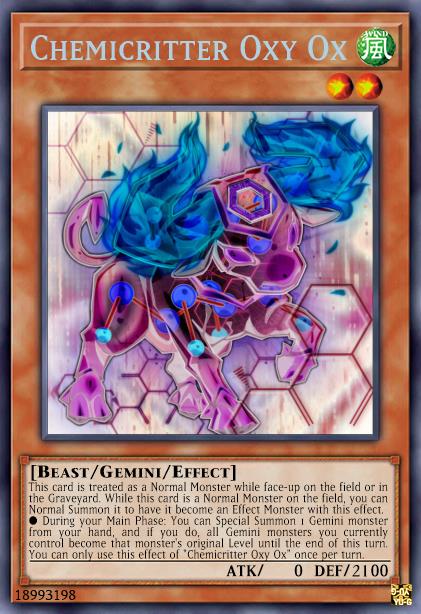 CHEMICRITTER OXY OX
WIND
風
[BEAST/GEMINI/EFFECT]
This card is treated as a Normal Monster while face-up on the field or in
the Graveyard. While this card is a Normal Monster on the field, you can
Normal Summon it to have it become an Effect Monster with this effect.
● During your Main Phase: You can Special Summon 1 Gemini monster
from your hand, and if you do, all Gemini monsters you currently
control become that monster's original Level until the end of this turn.
You can only use this effect of "Chemicritter Oxy Ox" once per turn.
ATK/ 0 DEF/2100
18993198